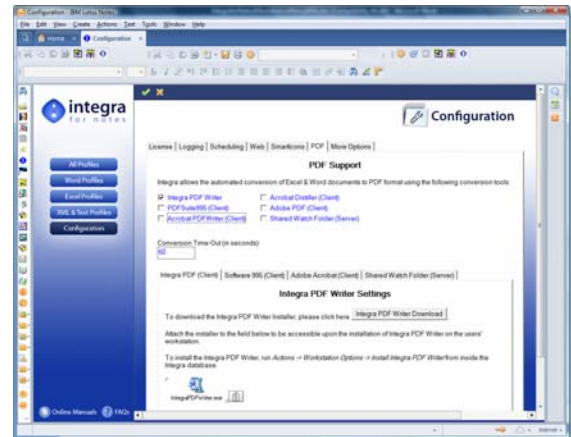 Configuration - IBM Lotus Notes
File Edit View Create Actions Text Tools Window Help
Home Configuration
integra
for notes
Configuration
All Profiles
Word Profiles
Excel Profiles
XML & Text Profiles
Configuration
License | Logging | Scheduling | Web | SmartIcons | PDF | More Options |
PDF Support
Integra allows the automated conversion of Excel & Word documents to PDF format using the following conversion tools
Integra PDF Writer Acrobat Distiller (Client)
PDFSuite995 (Client) Adobe PDF (Client)
Acrobat PDFWriter (Client) Shared Watch Folder (Server)
Conversion Time-Out (in seconds)
60
Integra PDF (Client) | Software 995 (Client) | Adobe Acrobat (Client) | Shared Watch Folder (Server) |
Integra PDF Writer Settings
To download the Integra PDF Writer Installer, please click here Integra PDF Writer Download
Attach the installer to the field below to be accessible upon the installation of Integra PDF Writer on the users'
workstation.
To install the Integra PDF Writer, run Actions -> Workstation Options -> Install Integra PDF Writer from inside the
Integra database
IntegraPDFWriter.exe
Online Manuals FAQs